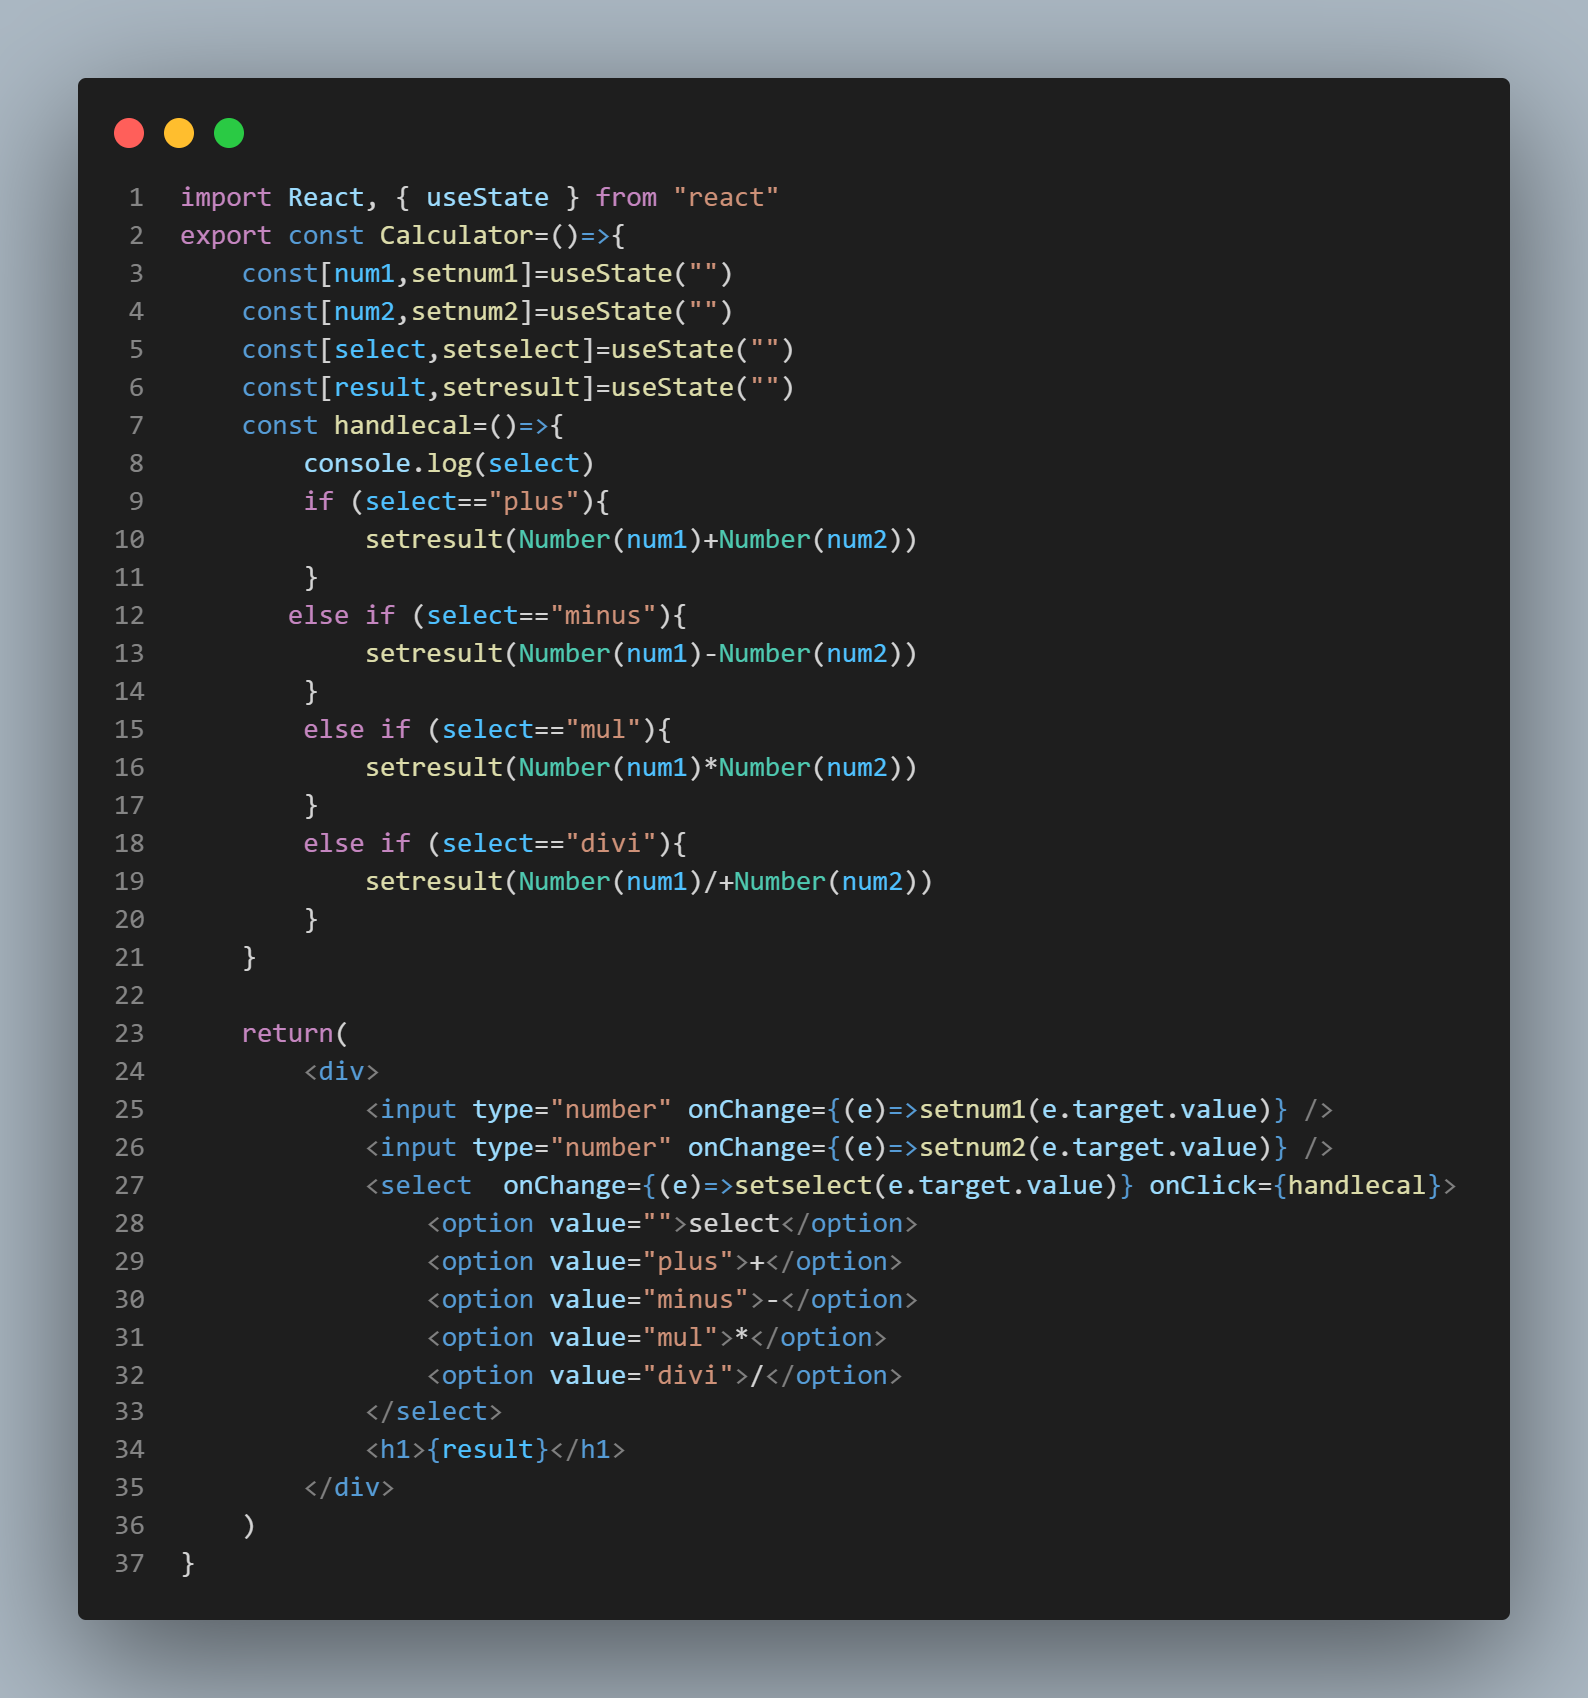 1 import React, { useState } from "react"
2 export const Calculator=()=>{
3     const[num1,setnum1]=useState("")
4     const[num2,setnum2]=useState("")
5     const[select,setselect]=useState("")
6     const[result,setresult]=useState("")
7     const handlecal=()=>{
8         console.log(select)
9         if (select=="plus"){
10             setresult(Number(num1)+Number(num2))
11         }
12        else if (select=="minus"){
13             setresult(Number(num1)-Number(num2))
14         }
15         else if (select=="mul"){
16             setresult(Number(num1)*Number(num2))
17         }
18         else if (select=="divi"){
19             setresult(Number(num1)/+Number(num2))
20         }
21     }
22
23     return(
24         <div>
25             <input type="number" onChange={(e)=>setnum1(e.target.value)} />
26             <input type="number" onChange={(e)=>setnum2(e.target.value)} />
27             <select  onChange={(e)=>setselect(e.target.value)} onClick={handlecal}>
28                 <option value="">select</option>
29                 <option value="plus">+</option>
30                 <option value="minus">-</option>
31                 <option value="mul">*</option>
32                 <option value="divi">/</option>
33             </select>
34             <h1>{result}</h1>
35         </div>
36     )
37 }